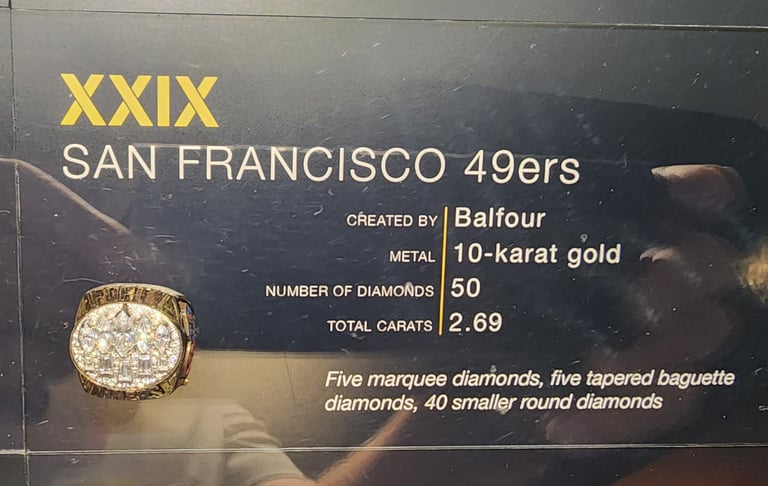 XXIX
SAN FRANCISCO 49ers
CREATED BY Balfour
METAL 10-karat gold
NUMBER OF DIAMONDS 50
TOTAL CARATS 2.69
Five marquee diamonds, five tapered baguette
diamonds, 40 smaller round diamonds